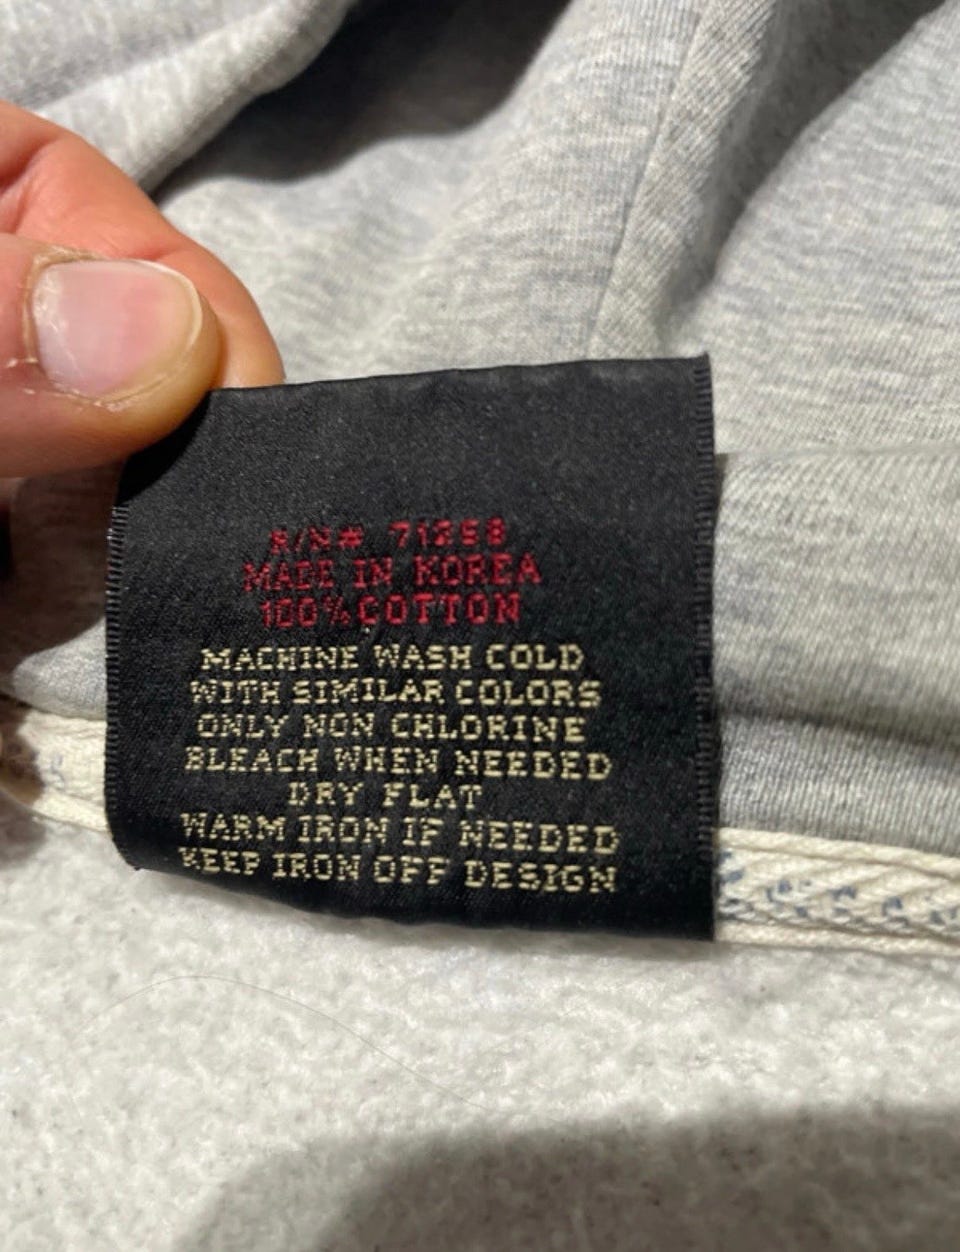 R/N# 71258
MADE IN KOREA
100% COTTON
MACHINE WASH COLD
WITH SIMILAR COLORS
ONLY NON CHLORINE
BLEACH WHEN NEEDED
DRY FLAT
WARM IRON IF NEEDED
KEEP IRON OFF DESIGN